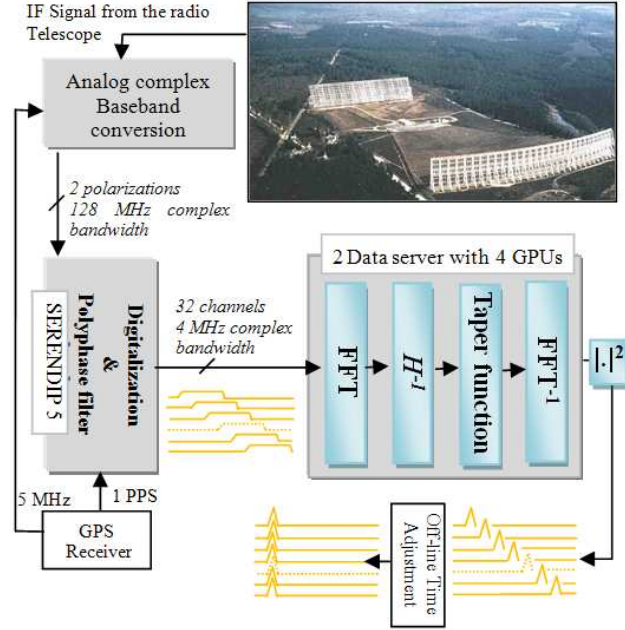 IF Signal from the radio
Telescope
Analog complex
Baseband
conversion
2 polarizations
128 MHz complex
bandwidth
2 Data server with 4 GPUs
SERENDIP 5
Polyphase filter
&
Digitalization
32 channels
4 MHz complex
bandwidth
FFT
H-1
Taper function
FFT-1
|.|2
5 MHz
1 PPS
GPS
Receiver
Off-line Time
Adjustment